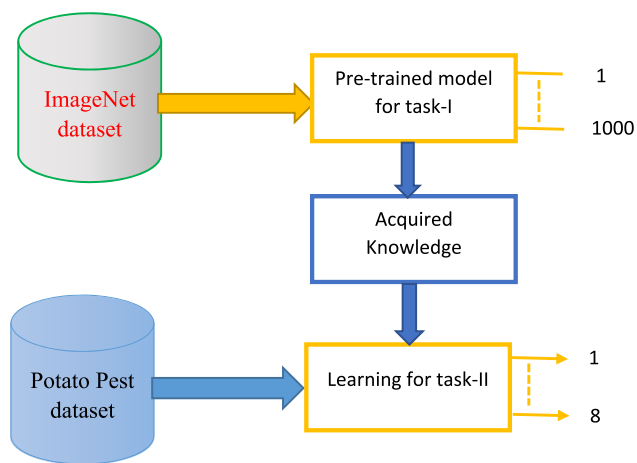 ImageNet
dataset
Pre-trained model
for task-I
1
1000
Acquired
Knowledge
Potato Pest
dataset
Learning for task-II
1
8